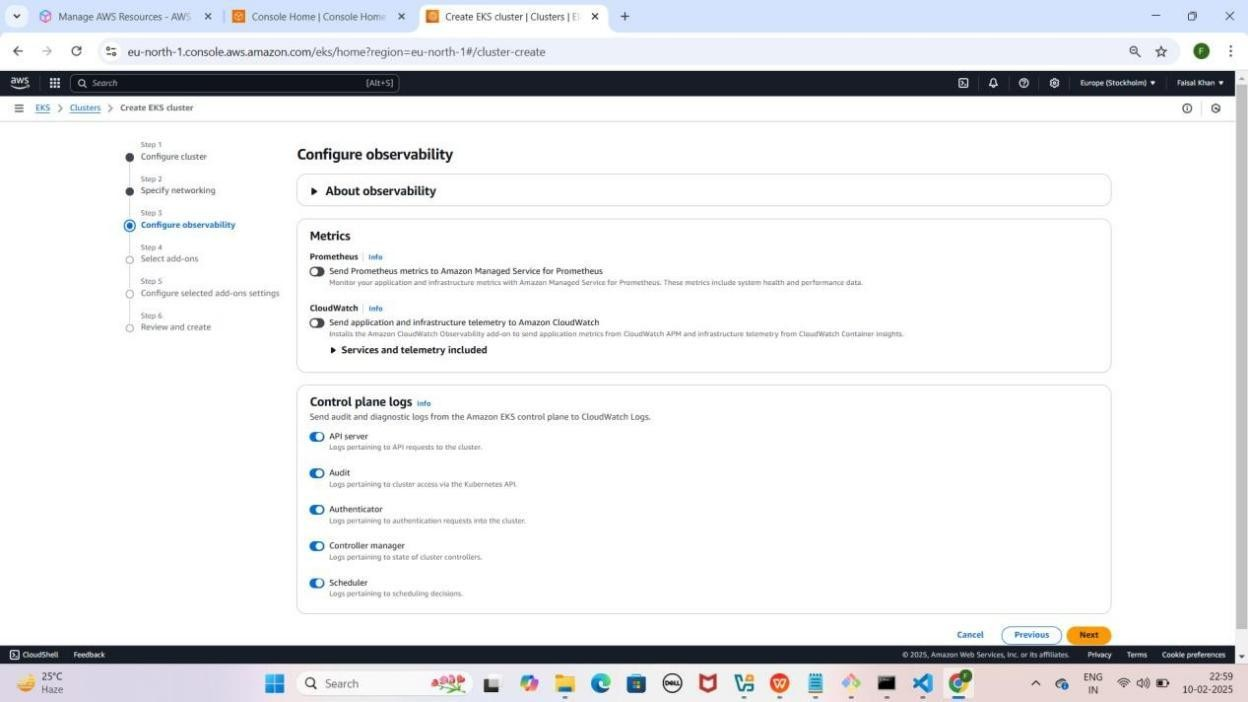 Manage AWS Resources - AWS
Console Home | Console Home
Create EKS cluster | Clusters | El
eu-north-1.console.aws.amazon.com/eks/home?region=eu-north-1#/cluster-create
F
aws
Search
[Alt+S]
Europe (Stockholm)
Faisal Khan
EKS
Clusters
Create EKS cluster
Step 1
Configure cluster
Step 2
Specify networking
Step 3
Configure observability
Step 4
Select add-ons
Step 5
Configure selected add-ons settings
Step 6
Review and create
Configure observability
About observability
Metrics
Prometheus | Info
Send Prometheus metrics to Amazon Managed Service for Prometheus
Monitor your application and infrastructure metrics with Amazon Managed Service for Prometheus. These metrics include system health and performance data.
CloudWatch | Info
Send application and infrastructure telemetry to Amazon CloudWatch
Installs the Amazon CloudWatch Observability add-on to send application metrics from CloudWatch APM and infrastructure telemetry from CloudWatch Container Insights.
Services and telemetry included
Control plane logs Info
Send audit and diagnostic logs from the Amazon EKS control plane to CloudWatch Logs.
API server
Logs pertaining to API requests to the cluster.
Audit
Logs pertaining to cluster access via the Kubernetes API.
Authenticator
Logs pertaining to authentication requests into the cluster.
Controller manager
Logs pertaining to state of cluster controllers.
Scheduler
Logs pertaining to scheduling decisions.
Cancel
Previous
Next
CloudShell
Feedback
© 2025, Amazon Web Services, Inc. or its affiliates.
Privacy
Terms
Cookie preferences
25°C
Haze
Search
DELL
ENG
IN
22:59
10-02-2025